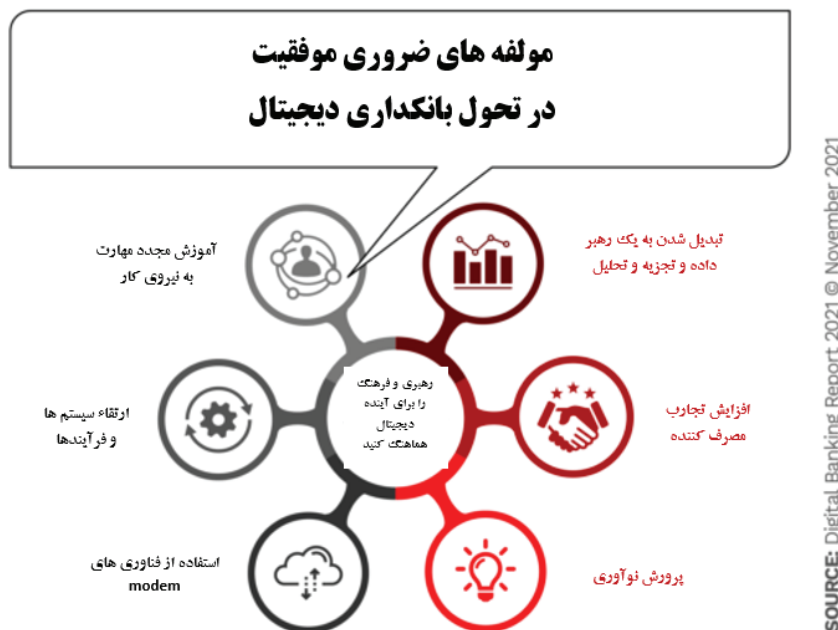 مولفه های ضروری موفقیت
در تحول بانکداری دیجیتال
تبدیل شدن به یک رهبر
داده و تجزیه و تحلیل
آموزش مجدد مهارت
به نیروی کار
افزایش تجارب
مصرف کننده
رهبری و فرهنگ
را برای آینده
دیجیتال
هماهنگ کنید
ارتقاء سیستم ها
و فرآیندها
پرورش نوآوری
استفاده از فناوری های
modem
SOURCE: Digital Banking Report 2021 © November 2021